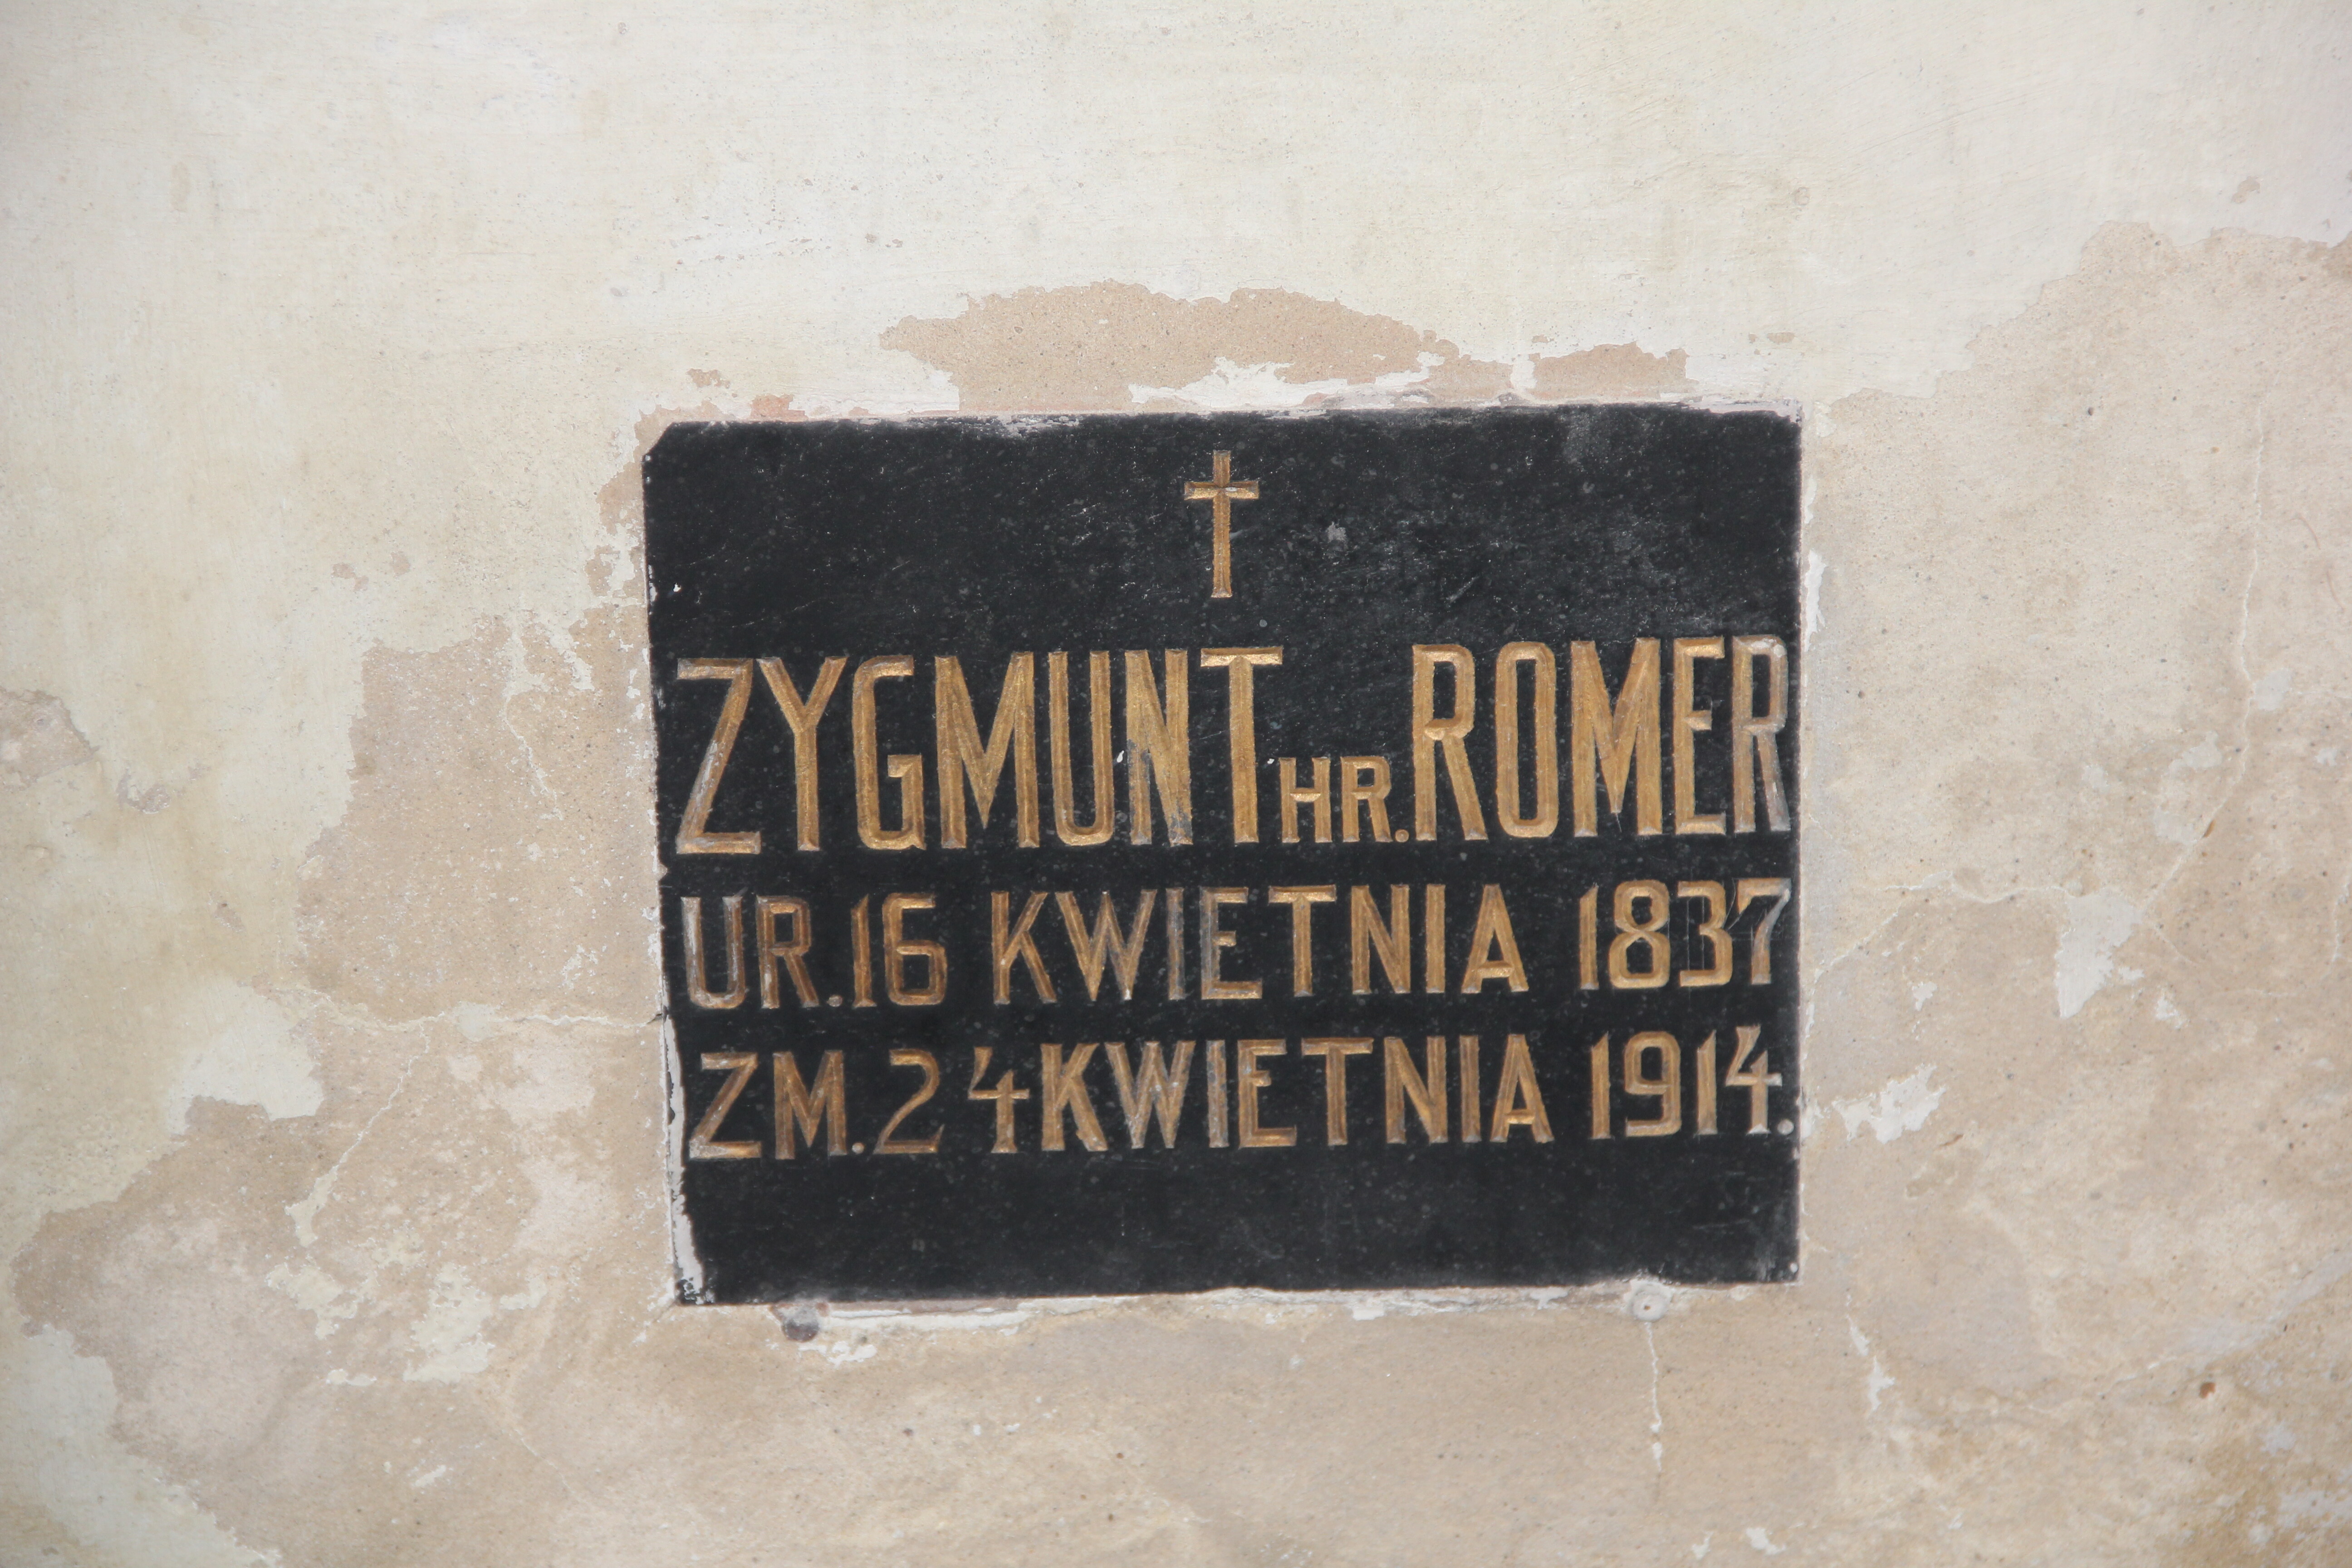 ZYGMUNT HR. ROMER
UR. 16 KWIETNIA 1837
ZM. 24 KWIETNIA 1914.